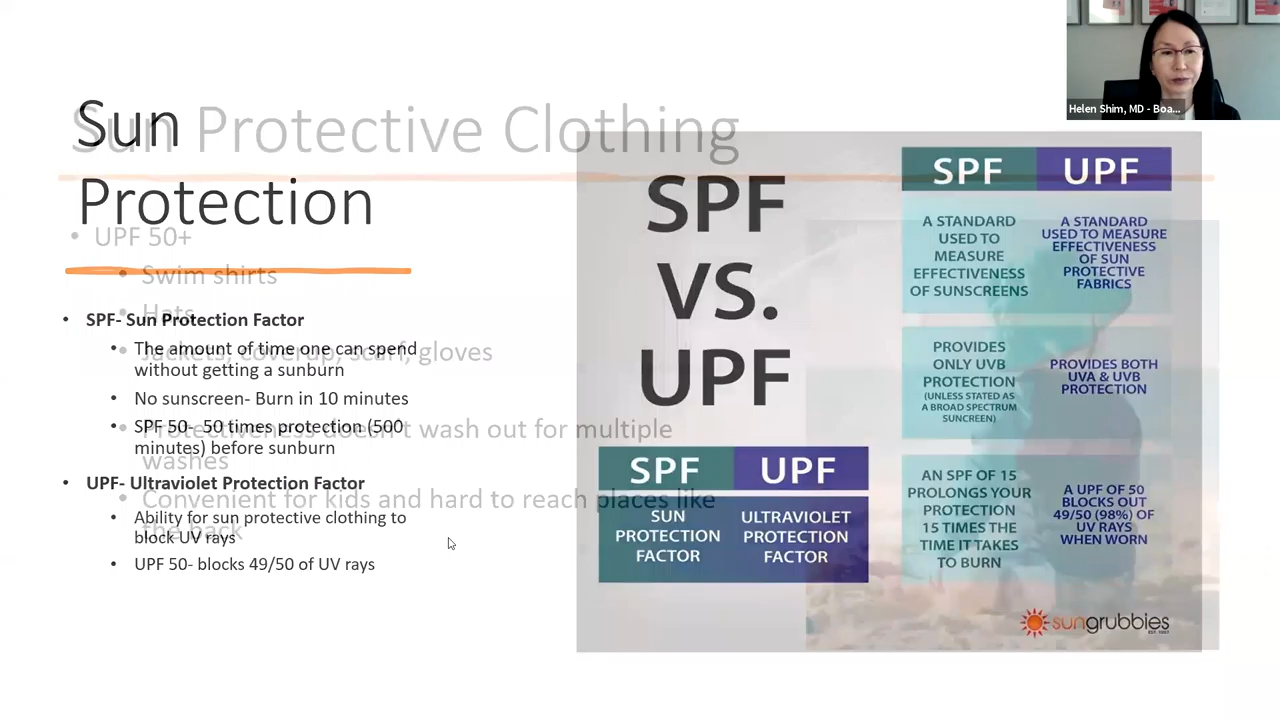 Helen Shim, MD - Boa...
Sun
Protection
SPF- Sun Protection Factor
The amount of time one can spend
without getting a sunburn
No sunscreen- Burn in 10 minutes
SPF 50- 50 times protection (500
minutes) before sunburn
UPF- Ultraviolet Protection Factor
Ability for sun protective clothing to
block UV rays
UPF 50- blocks 49/50 of UV rays
Sun Protective Clothing
UPF 50+
Swim shirts
Hats
Jackets, coverup, scarf, gloves
Protectiveness doesn't wash out for multiple
washes
Convenient for kids and hard to reach places like
the back
SPF
VS.
UPF
SPF UPF
SUN
PROTECTION
FACTOR
ULTRAVIOLET
PROTECTION
FACTOR
SPF UPF
A STANDARD
USED TO
MEASURE
EFFECTIVENESS
OF SUNSCREENS
A STANDARD
USED TO MEASURE
EFFECTIVENESS
OF SUN
PROTECTIVE
FABRICS
PROVIDES
ONLY UVB
PROTECTION
(UNLESS STATED AS
A BROAD SPECTRUM
SUNCREEN)
PROVIDES BOTH
UVA & UVB
PROTECTION
AN SPF OF 15
PROLONGS YOUR
PROTECTION
15 TIMES THE
TIME IT TAKES
TO BURN
A UPF OF 50
BLOCKS OUT
49/50 (98%) OF
UV RAYS
WHEN WORN
sungrubbies